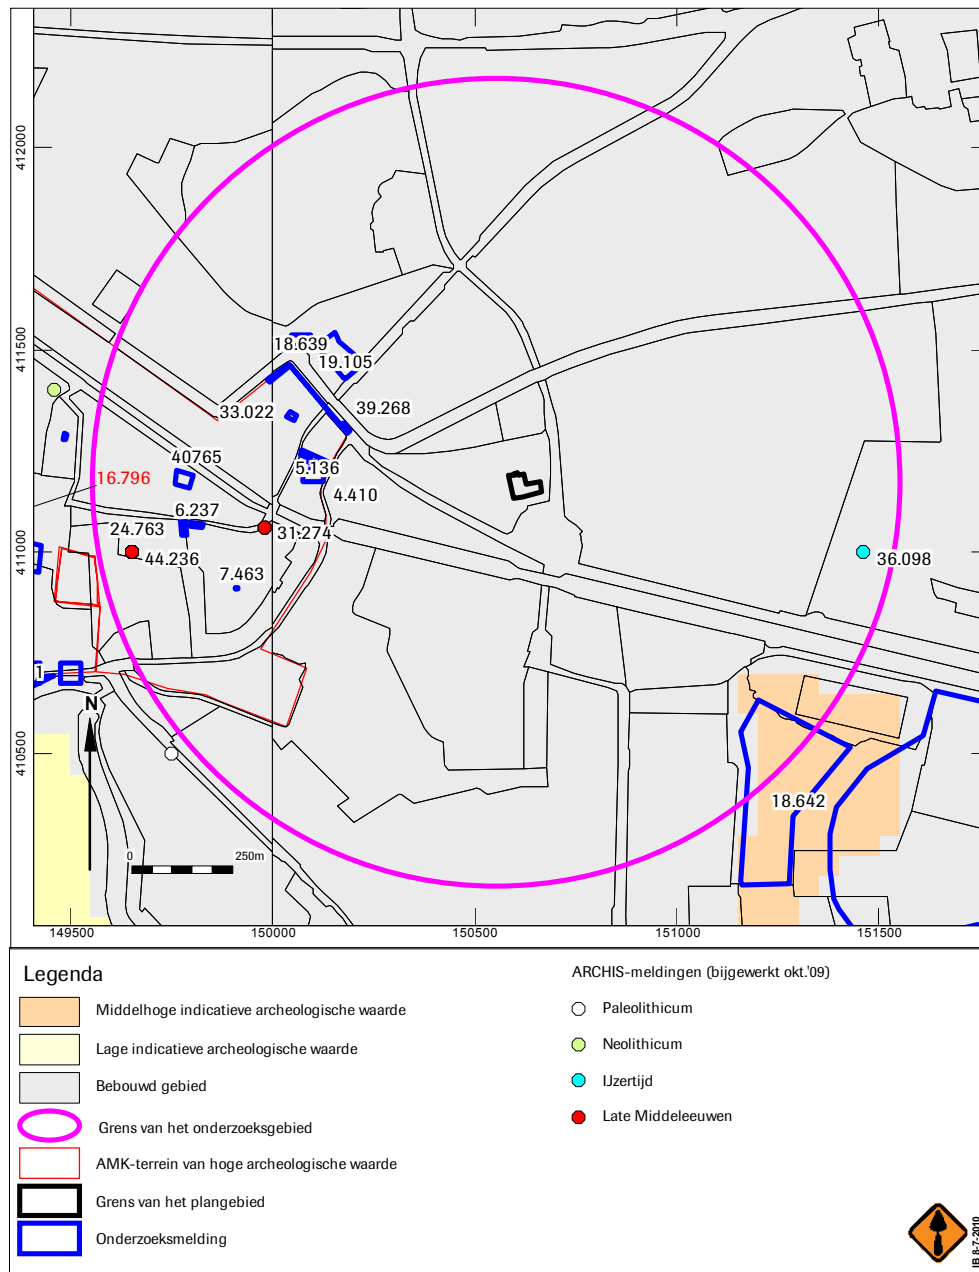 412000
411500
411000
410500
18.639
19.105
33.022
39.268
40765
5.136
16.796
4.410
6.237
24.763
31.274
44.236
36.098
7.463
1
N
18.642
0
250m
149500
150000
150500
151000
151500
Legenda
Middelhoge indicatieve archeologische waarde
Lage indicatieve archeologische waarde
Bebouwd gebied
Grens van het onderzoeksgebied
AMK-terrein van hoge archeologische waarde
Grens van het plangebied
Onderzoeksmelding
ARCHIS-meldingen (bijgewerkt okt.'09)
Paleolithicum
Neolithicum
IJzertijd
Late Middeleeuwen
IB 8-7-2010